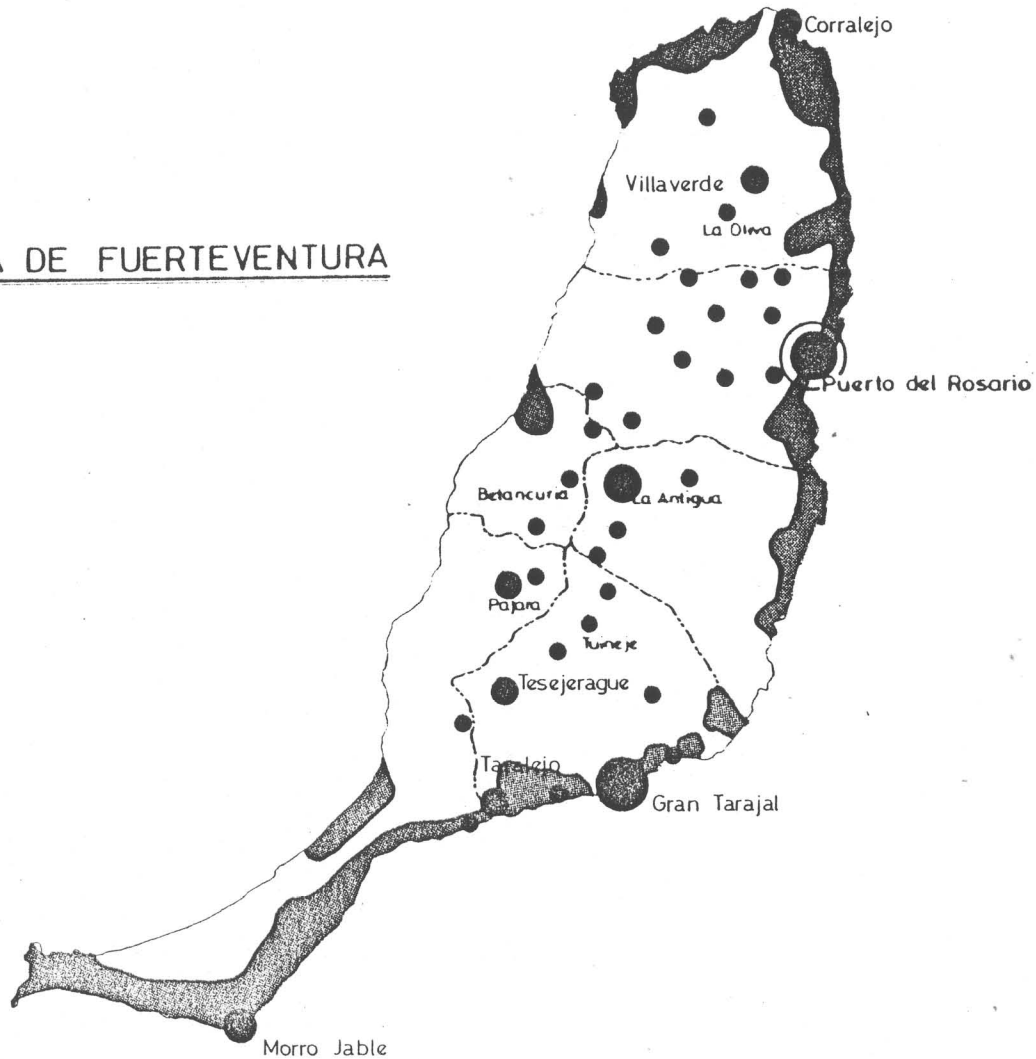 Corralejo
Villaverde
La Oliva
A DE FUERTEVENTURA
Puerto del Rosario
Betancuria
La Antigua
Pajara
Tuineje
Tesejerague
Tarajalejo
Gran Tarajal
Morro Jable